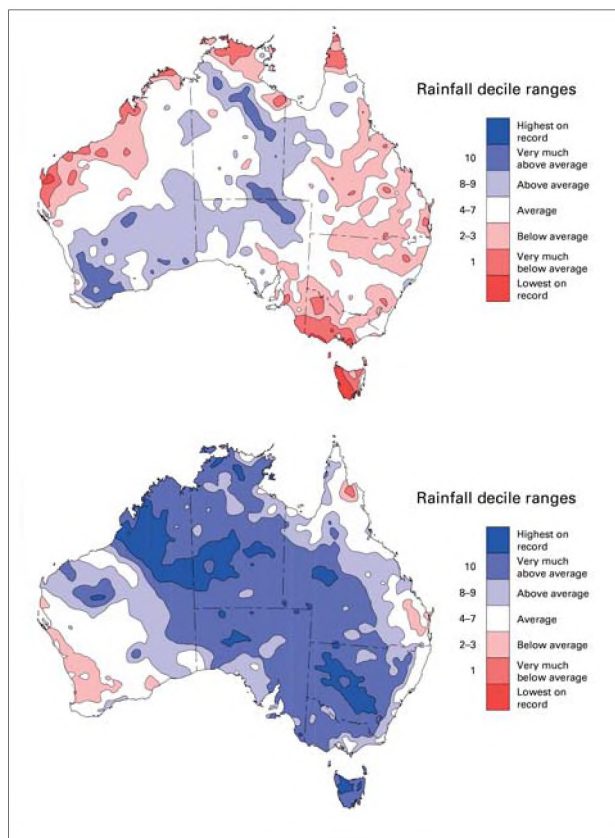 Rainfall decile ranges
Highest on
record
10 Very much
above average
8–9 Above average
4–7 Average
2–3 Below average
1 Very much
below average
Lowest on
record
Rainfall decile ranges
Highest on
record
10 Very much
above average
8–9 Above average
4–7 Average
2–3 Below average
1 Very much
below average
Lowest on
record